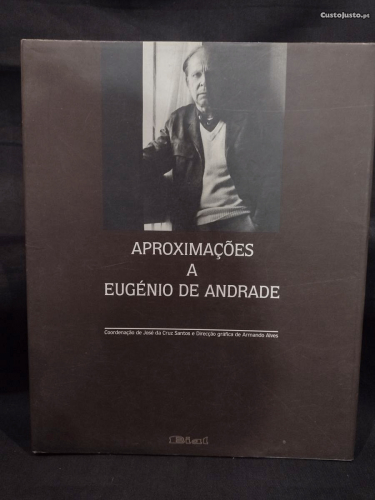 CustoJusto.pt
APROXIMAÇÕES
A
EUGÉNIO DE ANDRADE
Coordenação de José da Cruz Santos e Direcção gráfica de Armando Alves